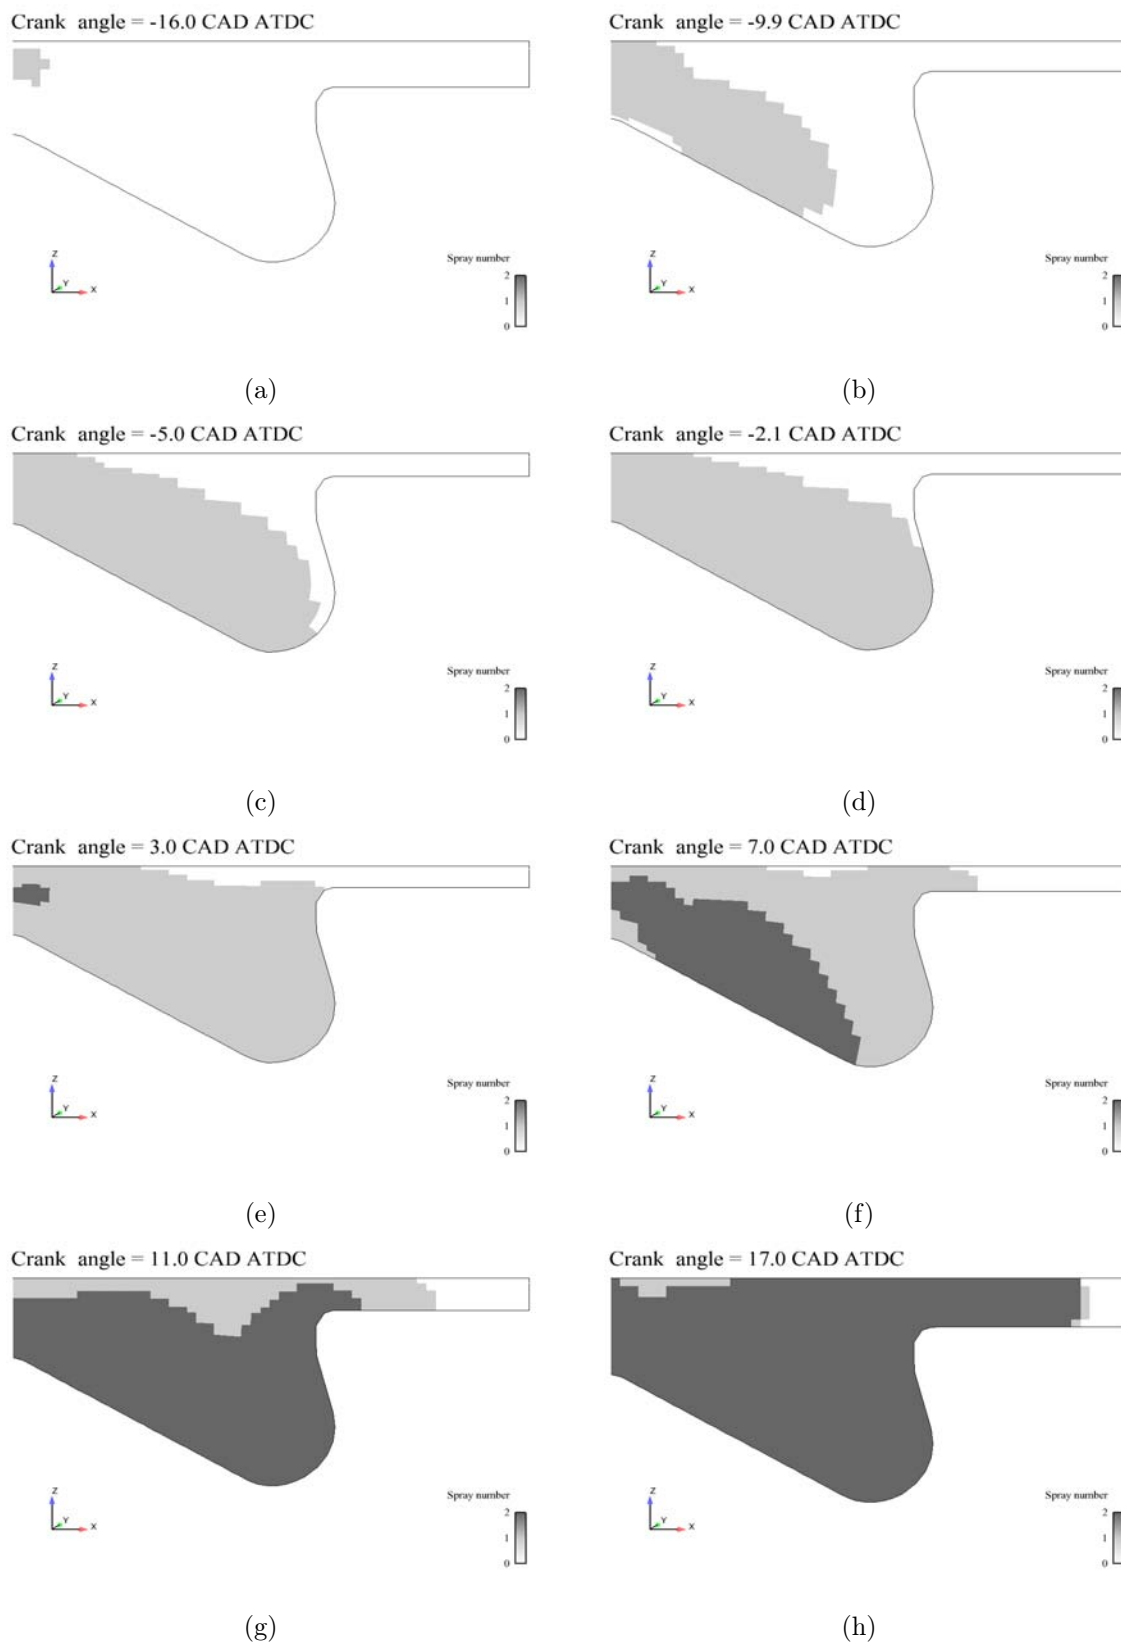 Crank angle = -16.0 CAD ATDC
Z
Y
X
Spray number
2
1
0
(a)
Crank angle = -9.9 CAD ATDC
Z
Y
X
Spray number
2
1
0
(b)
Crank angle = -5.0 CAD ATDC
Z
Y
X
Spray number
2
1
0
(c)
Crank angle = -2.1 CAD ATDC
Z
Y
X
Spray number
2
1
0
(d)
Crank angle = 3.0 CAD ATDC
Z
Y
X
Spray number
2
1
0
(e)
Crank angle = 7.0 CAD ATDC
Z
Y
X
Spray number
2
1
0
(f)
Crank angle = 11.0 CAD ATDC
Z
Y
X
Spray number
2
1
0
(g)
Crank angle = 17.0 CAD ATDC
Z
Y
X
Spray number
2
1
0
(h)